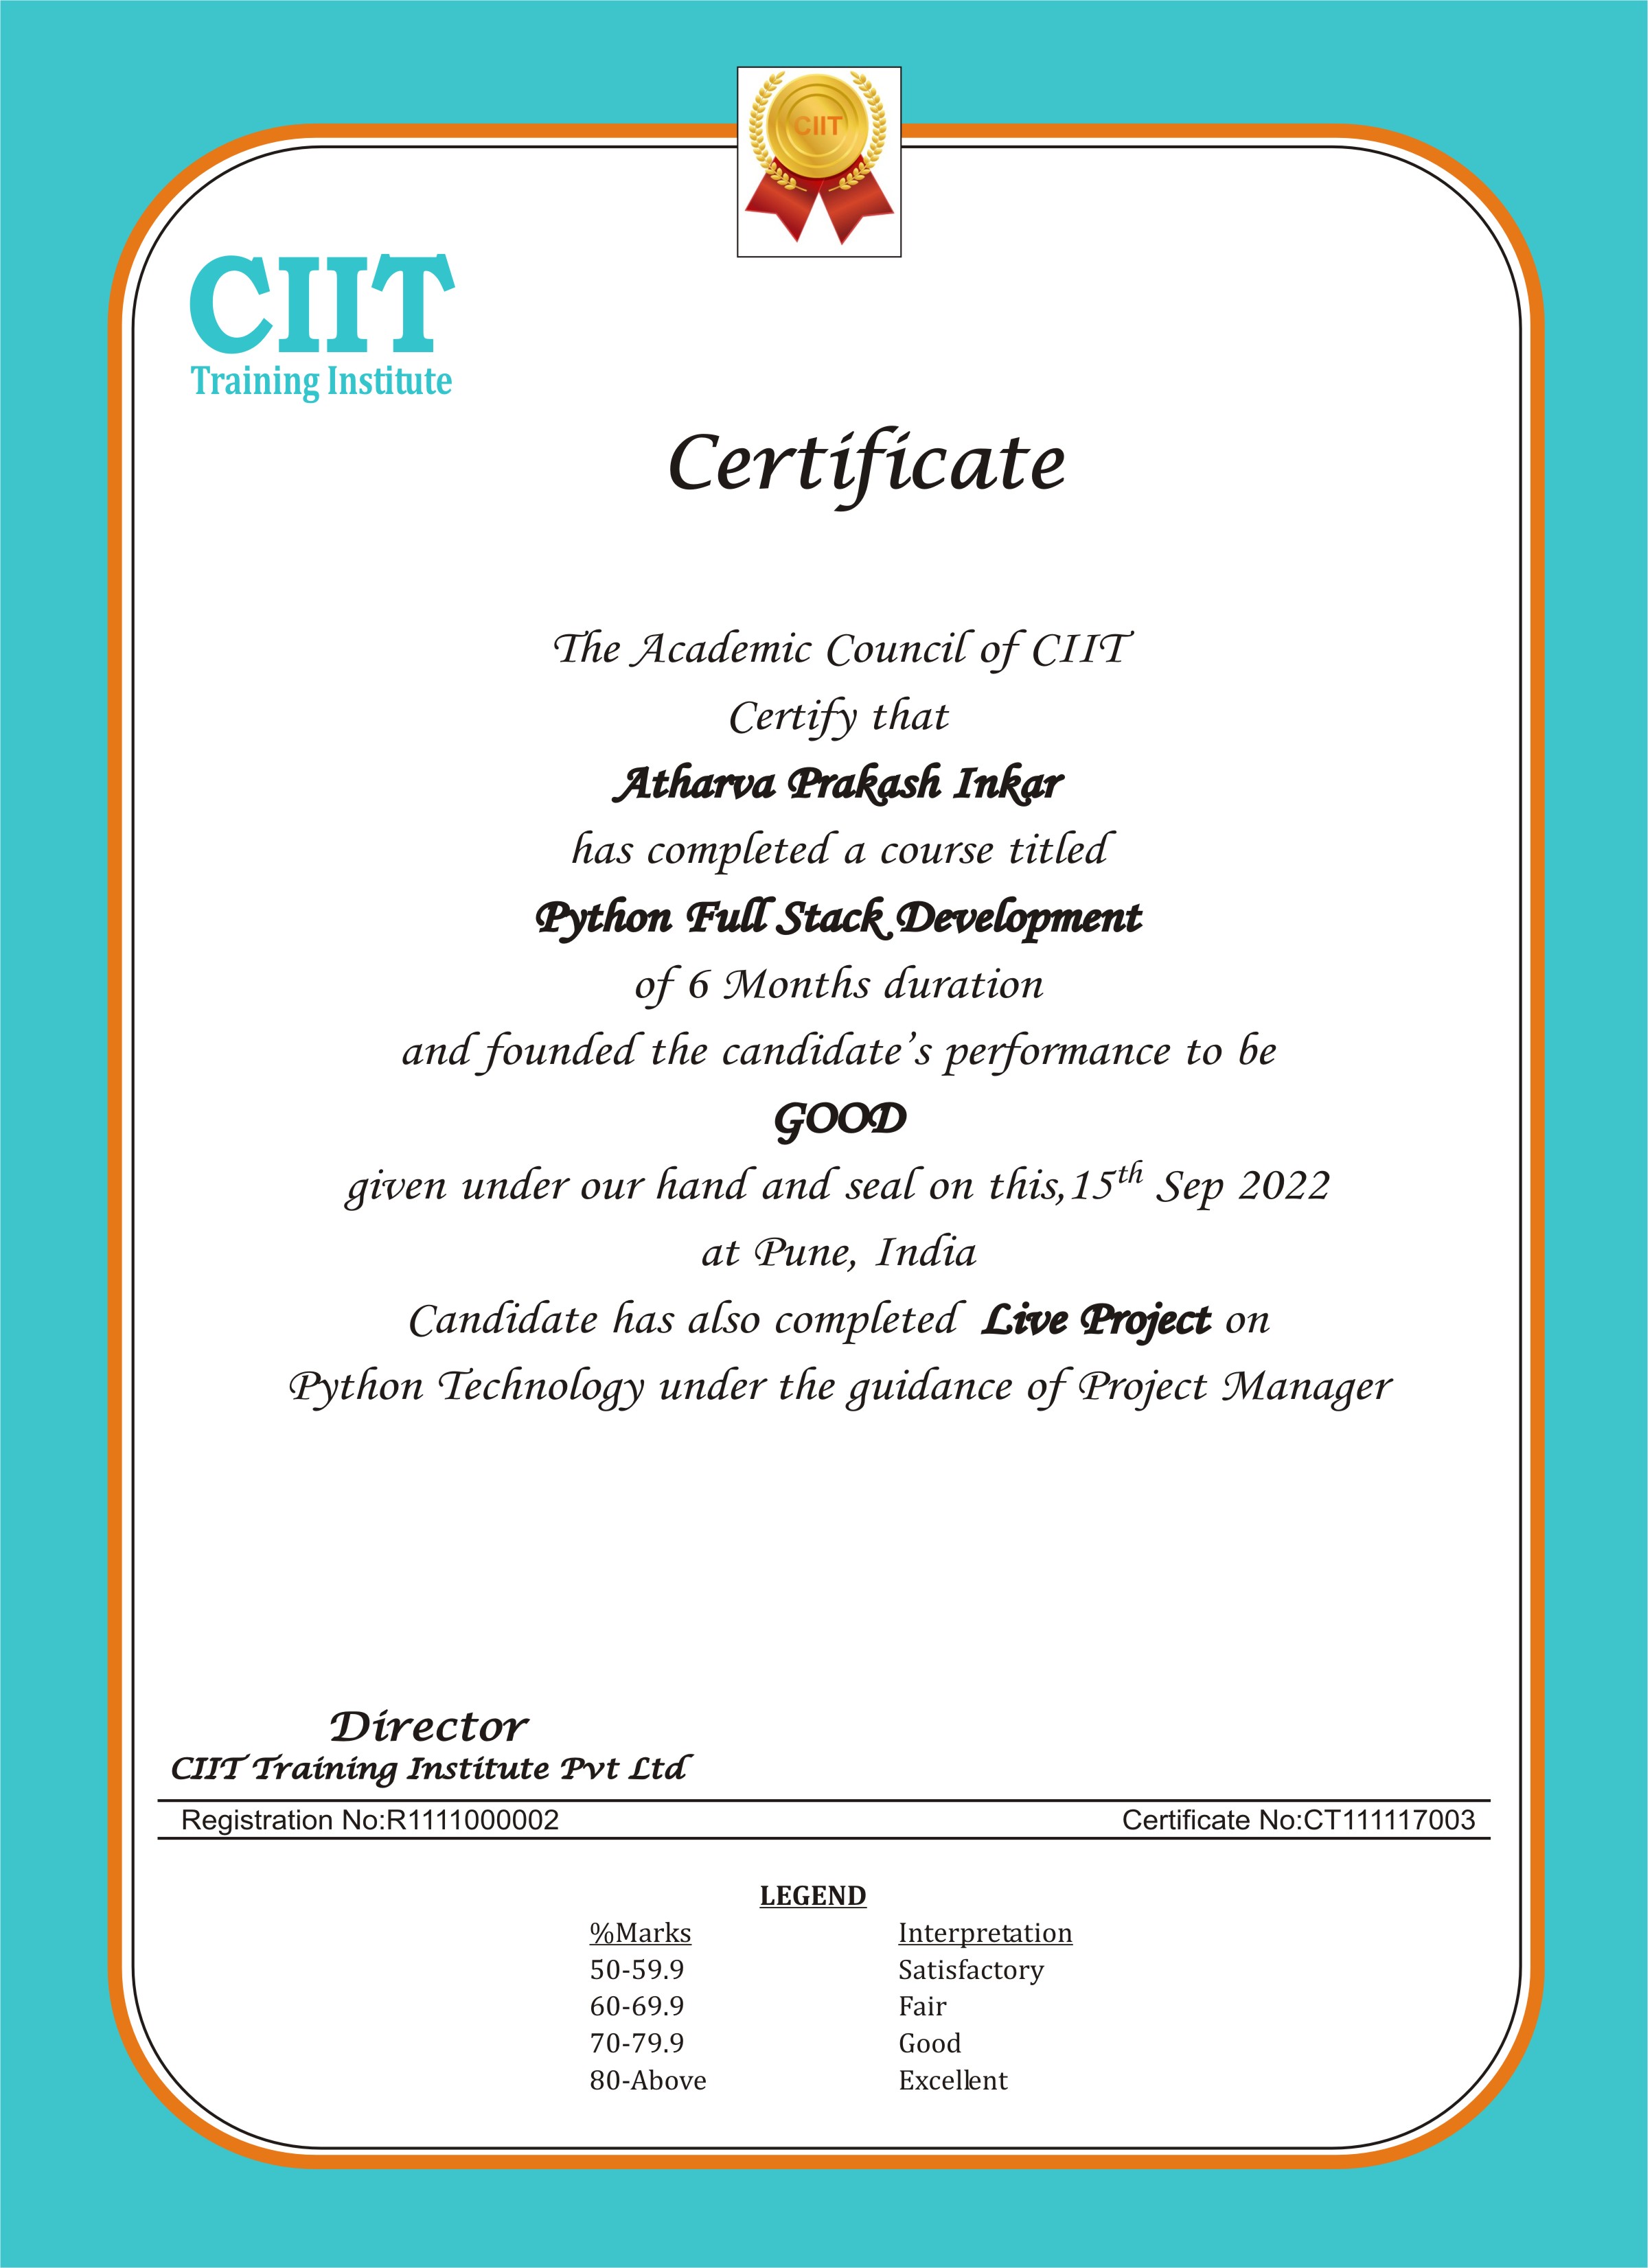 CIIT
CIIT
Training Institute
Certificate
The Academic Council of CIIT
Certify that
Atharva Prakash Inkar
has completed a course titled
Python Full Stack Development
of 6 Months duration
and founded the candidate’s performance to be
GOOD
given under our hand and seal on this,15th Sep 2022
at Pune, India
Candidate has also completed Live Project on
Python Technology under the guidance of Project Manager
Director
CIIT Training Institute Pvt Ltd
Registration No:R1111000002 Certificate No:CT111117003
LEGEND
%Marks Interpretation
50-59.9 Satisfactory
60-69.9 Fair
70-79.9 Good
80-Above Excellent